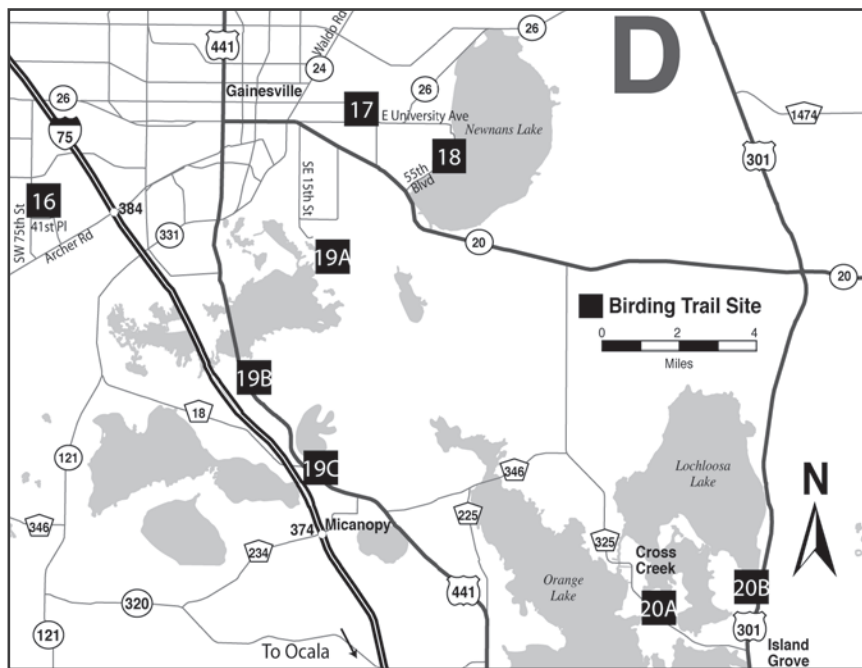 26
441
Waldo Rd
D
24
Gainesville
26
17
E University Ave
26
Newnans Lake
1474
75
301
18
55th
Blvd
SE 15th St
16
SW 75th St
41st Pl
384
Archer Rd
331
20
19A
20
Birding Trail Site
0 2 4
Miles
19B
18
121
19C
Lochloosa
Lake
N
346
346
374
Micanopy
225
234
325
Cross
Creek
Orange
Lake
20A
20B
320
441
121
301
To Ocala
Island
Grove